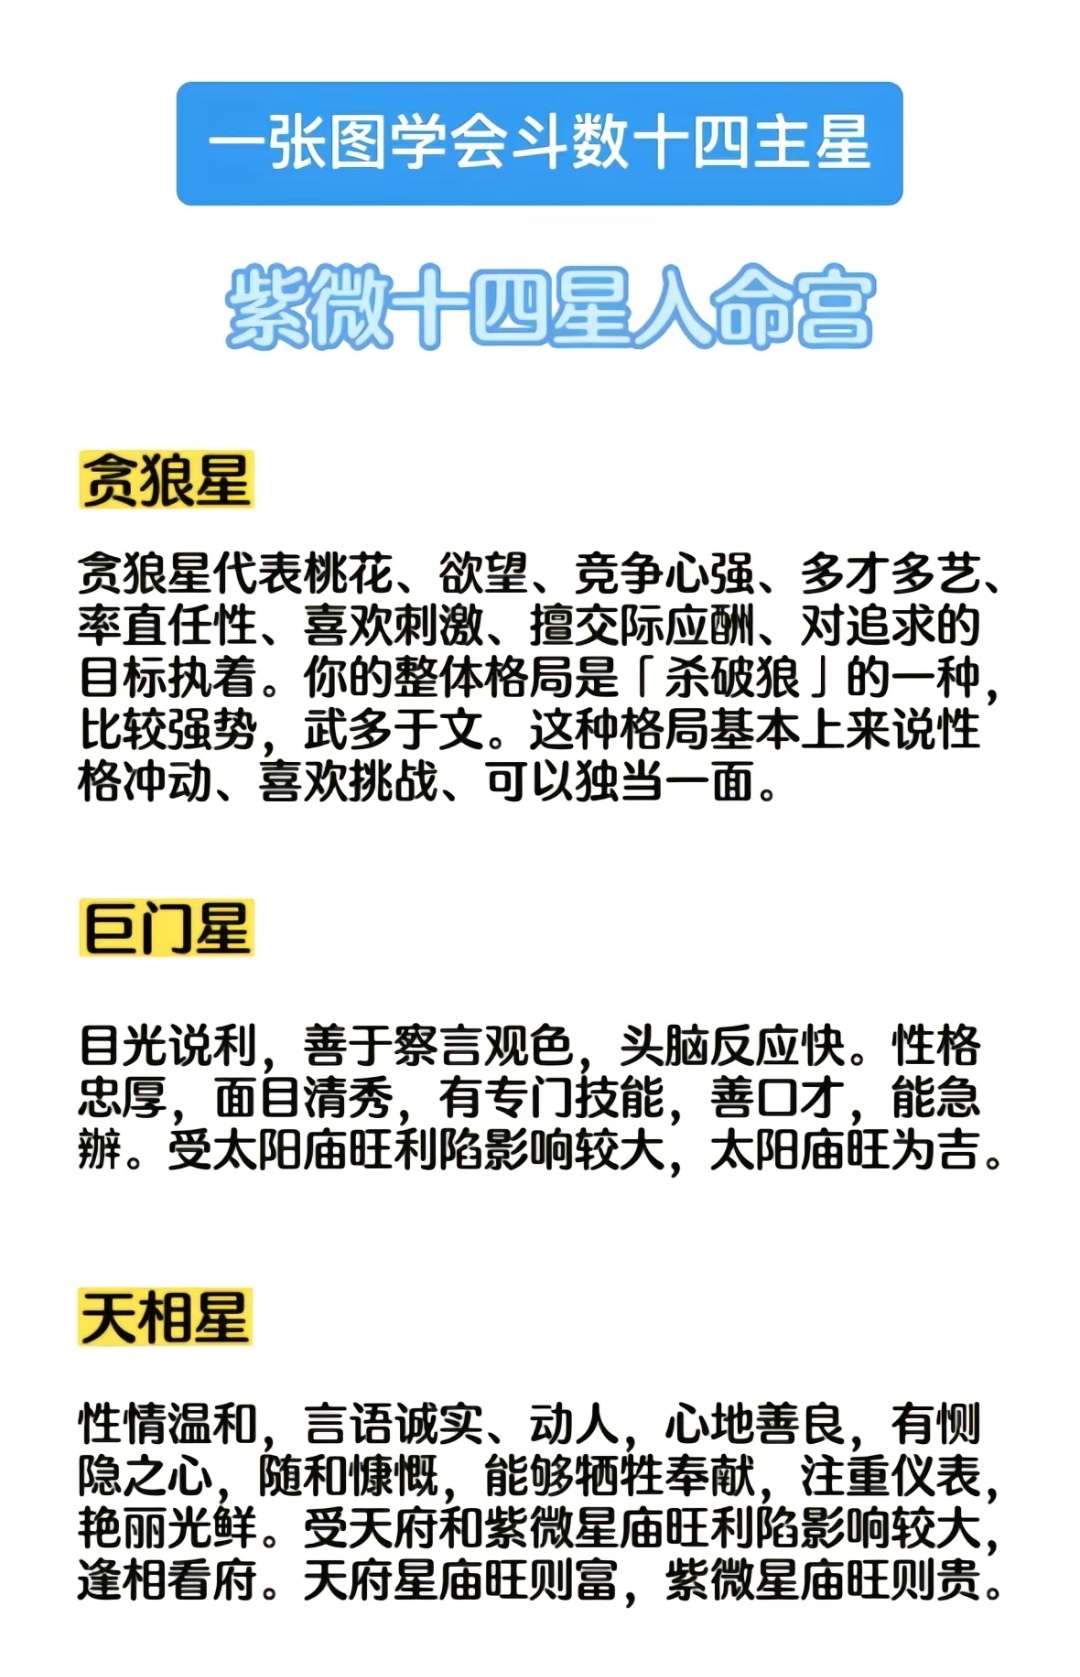 一张图学会斗数十四主星
紫微十四星入命宫
贪狼星
贪狼星代表桃花、欲望、竞争心强、多才多艺、
率直任性、喜欢刺激、擅交际应酬、对追求的
目标执着。你的整体格局是「杀破狼」的一种，
比较强势，武多于文。这种格局基本上来说性
格冲动、喜欢挑战、可以独当一面。
巨门星
目光说利，善于察言观色，头脑反应快。性格
忠厚，面目清秀，有专门技能，善口才，能急
辦。受太阳庙旺利陷影响较大，太阳庙旺为吉。
天相星
性情温和，言语诚实、动人，心地善良，有恻
隐之心，随和慷慨，能够牺牲奉献，注重仪表，
艳丽光鲜。受天府和紫微星庙旺利陷影响较大，
逢相看府。天府星庙旺则富，紫微星庙旺则贵。